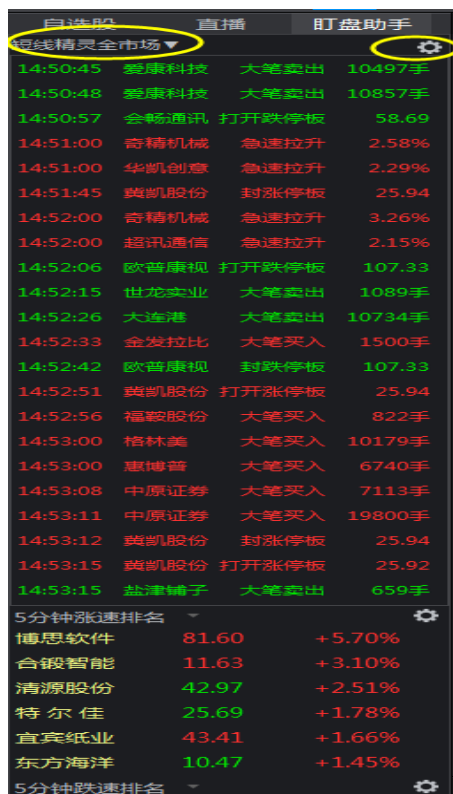 自选股 直播 盯盘助手
短线精灵全市场▼
14:50:45 爱康科技 大笔卖出 10497手
14:50:48 爱康科技 大笔卖出 10857手
14:50:57 会畅通讯 打开跌停板 58.69
14:51:00 奇精机械 急速拉升 2.58%
14:51:00 华凯创意 急速拉升 2.29%
14:51:45 冀凯股份 封涨停板 25.94
14:52:00 奇精机械 急速拉升 3.26%
14:52:00 超讯通信 急速拉升 2.15%
14:52:06 欧普康视 打开跌停板 107.33
14:52:15 世龙实业 大笔卖出 1089手
14:52:26 大连港 大笔卖出 10734手
14:52:33 金发拉比 大笔买入 1500手
14:52:42 欧普康视 封跌停板 107.33
14:52:51 冀凯股份 打开涨停板 25.94
14:52:56 福鞍股份 大笔买入 822手
14:53:00 格林美 大笔买入 10179手
14:53:00 惠博普 大笔买入 6740手
14:53:08 中原证券 大笔买入 7113手
14:53:11 中原证券 大笔买入 19800手
14:53:12 冀凯股份 封涨停板 25.94
14:53:15 冀凯股份 打开涨停板 25.92
14:53:15 盐津铺子 大笔卖出 659手
5分钟涨速排名
博思软件 81.60 +5.70%
合锻智能 11.63 +3.10%
清源股份 42.97 +2.51%
特尔佳 25.69 +1.78%
宜宾纸业 43.41 +1.66%
东方海洋 10.47 +1.45%
5分钟跌速排名